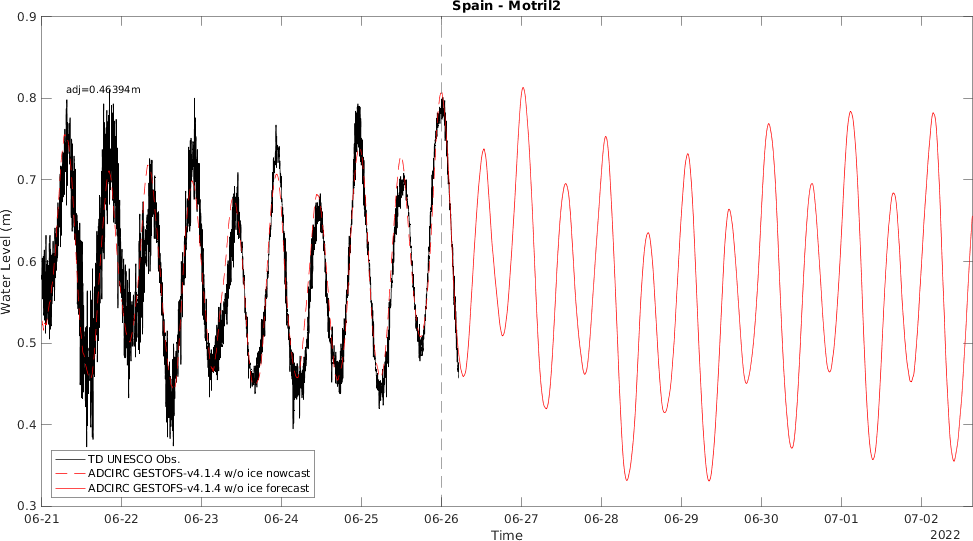 Spain - Motril2
0.9
adj=0.46394m
0.8
0.7
0.6
0.5
0.4
0.3
Water Level (m)
TD UNESCO Obs.
ADCIRC GESTOFS-v4.1.4 w/o ice nowcast
ADCIRC GESTOFS-v4.1.4 w/o ice forecast
06-21 06-22 06-23 06-24 06-25 06-26 06-27 06-28 06-29 06-30 07-01 07-02
2022
Time